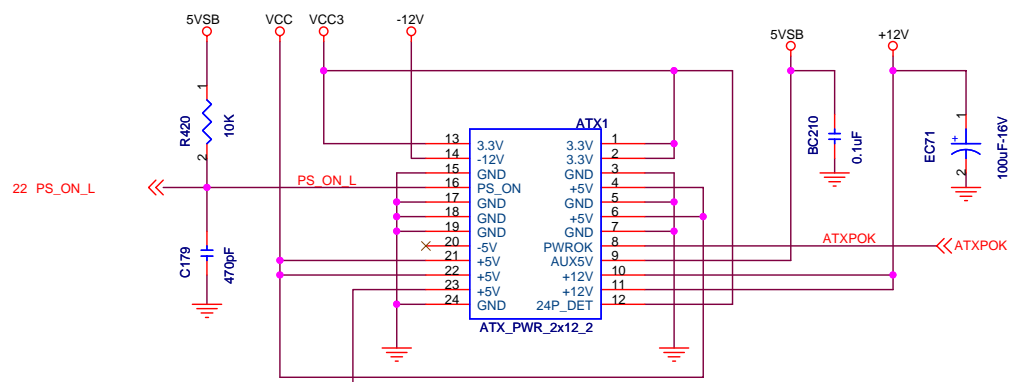 5VSB VCC VCC3 -12V 5VSB +12V
R420 1 2 10K
22 PS_ON_L PS_ON_L
C179 470pF
ATX1
13 3.3V 3.3V 1
14 -12V 3.3V 2
15 GND GND 3
16 PS_ON +5V 4
17 GND GND 5
18 GND +5V 6
19 GND GND 7
20 -5V PWROK 8
21 +5V AUX5V 9
22 +5V +12V 10
23 +5V +12V 11
24 GND 24P_DET 12
ATX_PWR_2x12_2
ATXPOK ATXPOK
BC210 0.1uF
EC71 1 + 2 100uF-16V